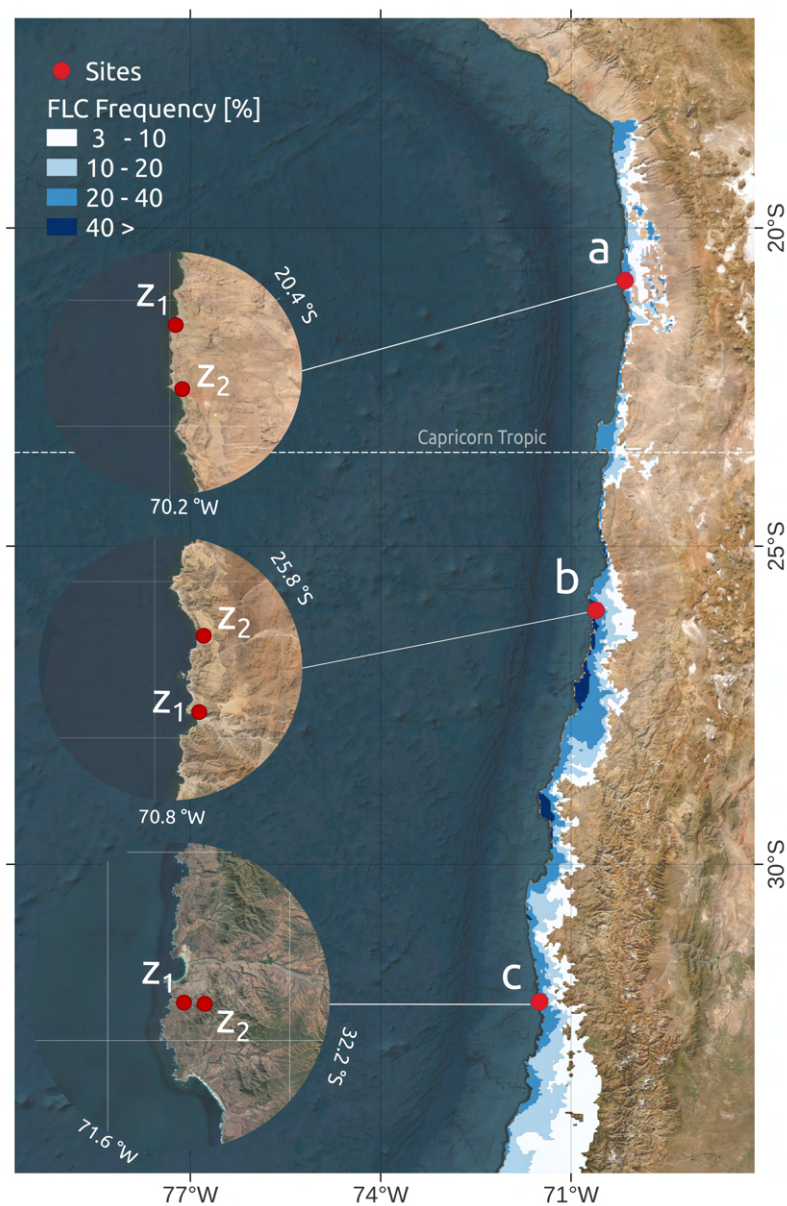 Sites
FLC Frequency [%]
3 - 10
10 - 20
20 - 40
40 >
20°S
a
20.4 °S
Z1
Z2
Capricorn Tropic
70.2 °W
25°S
b
25.8 °S
Z2
Z1
70.8 °W
30°S
c
Z1
Z2
32.2 °S
71.6 °W
77°W 74°W 71°W